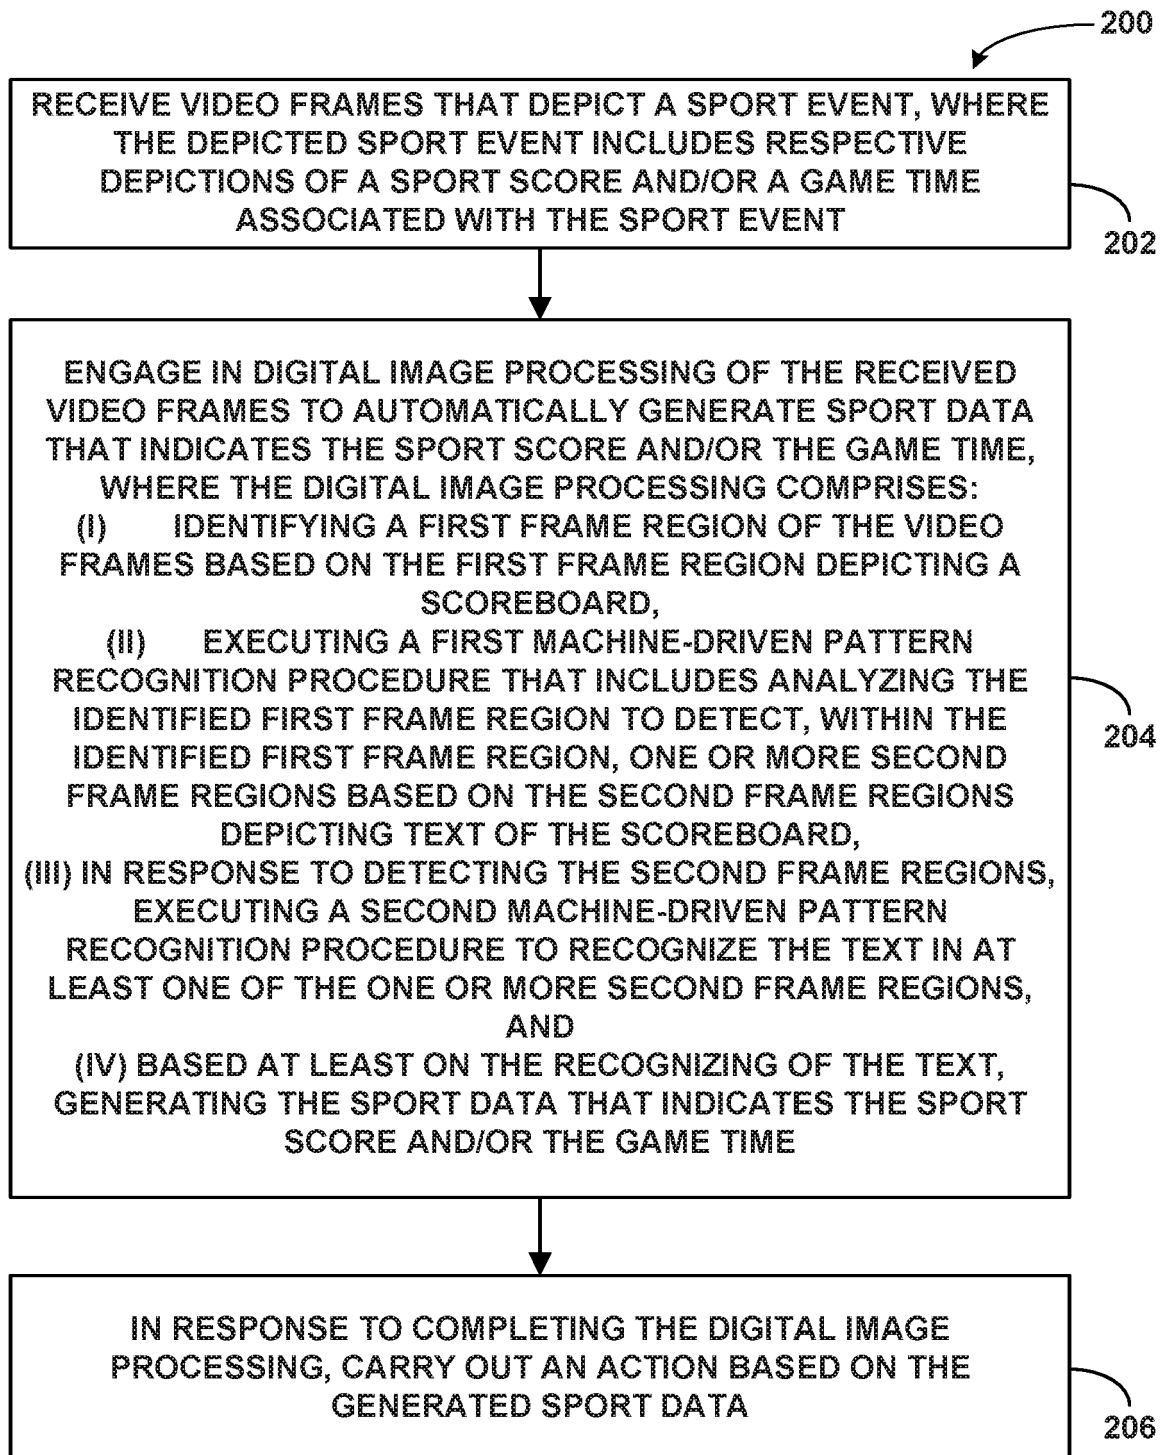 200
RECEIVE VIDEO FRAMES THAT DEPICT A SPORT EVENT, WHERE
THE DEPICTED SPORT EVENT INCLUDES RESPECTIVE
DEPICTIONS OF A SPORT SCORE AND/OR A GAME TIME
ASSOCIATED WITH THE SPORT EVENT
202
ENGAGE IN DIGITAL IMAGE PROCESSING OF THE RECEIVED
VIDEO FRAMES TO AUTOMATICALLY GENERATE SPORT DATA
THAT INDICATES THE SPORT SCORE AND/OR THE GAME TIME,
WHERE THE DIGITAL IMAGE PROCESSING COMPRISES:
(I) IDENTIFYING A FIRST FRAME REGION OF THE VIDEO
FRAMES BASED ON THE FIRST FRAME REGION DEPICTING A
SCOREBOARD,
(II) EXECUTING A FIRST MACHINE-DRIVEN PATTERN
RECOGNITION PROCEDURE THAT INCLUDES ANALYZING THE
IDENTIFIED FIRST FRAME REGION TO DETECT, WITHIN THE
IDENTIFIED FIRST FRAME REGION, ONE OR MORE SECOND
FRAME REGIONS BASED ON THE SECOND FRAME REGIONS
DEPICTING TEXT OF THE SCOREBOARD,
(III) IN RESPONSE TO DETECTING THE SECOND FRAME REGIONS,
EXECUTING A SECOND MACHINE-DRIVEN PATTERN
RECOGNITION PROCEDURE TO RECOGNIZE THE TEXT IN AT
LEAST ONE OF THE ONE OR MORE SECOND FRAME REGIONS,
AND
(IV) BASED AT LEAST ON THE RECOGNIZING OF THE TEXT,
GENERATING THE SPORT DATA THAT INDICATES THE SPORT
SCORE AND/OR THE GAME TIME
204
IN RESPONSE TO COMPLETING THE DIGITAL IMAGE
PROCESSING, CARRY OUT AN ACTION BASED ON THE
GENERATED SPORT DATA
206